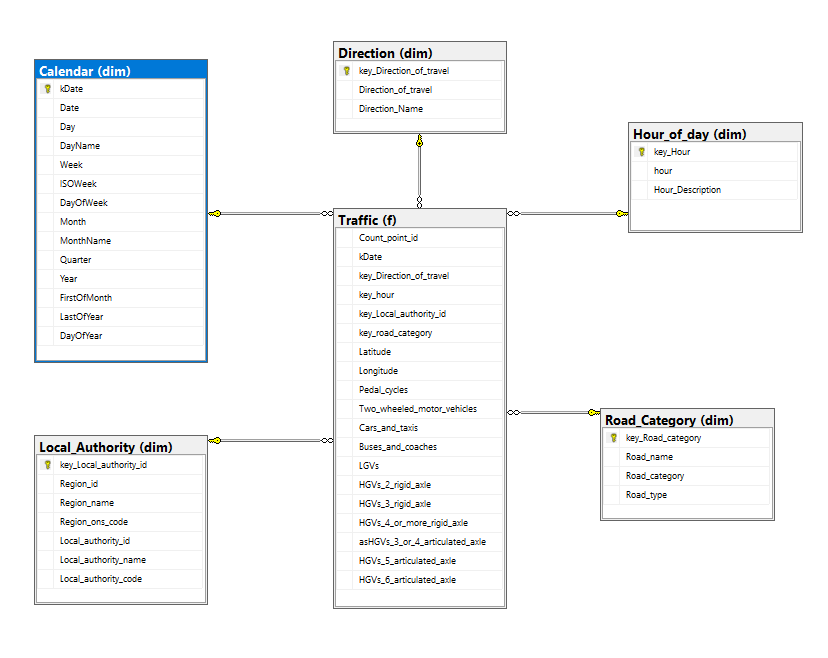 Calendar (dim)
kDate
Date
Day
DayName
Week
ISOWeek
DayOfWeek
Month
MonthName
Quarter
Year
FirstOfMonth
LastOfYear
DayOfYear
Direction (dim)
key_Direction_of_travel
Direction_of_travel
Direction_Name
Hour_of_day (dim)
key_Hour
hour
Hour_Description
Traffic (f)
Count_point_id
kDate
key_Direction_of_travel
key_hour
key_Local_authority_id
key_road_category
Latitude
Longitude
Pedal_cycles
Two_wheeled_motor_vehicles
Cars_and_taxis
Buses_and_coaches
LGVs
HGVs_2_rigid_axle
HGVs_3_rigid_axle
HGVs_4_or_more_rigid_axle
asHGVs_3_or_4_articulated_axle
HGVs_5_articulated_axle
HGVs_6_articulated_axle
Local_Authority (dim)
key_Local_authority_id
Region_id
Region_name
Region_ons_code
Local_authority_id
Local_authority_name
Local_authority_code
Road_Category (dim)
key_Road_category
Road_name
Road_category
Road_type